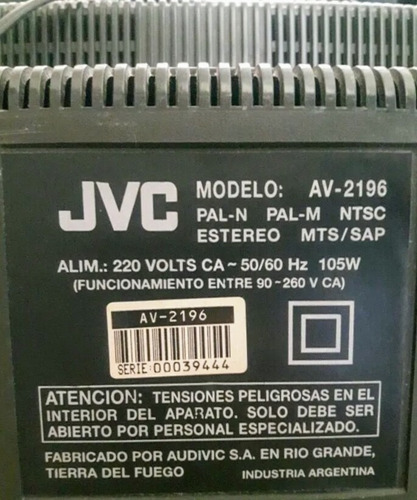 JVC
MODELO: AV-2196
PAL-N PAL-M NTSC
ESTEREO MTS/SAP
ALIM.: 220 VOLTS CA ~ 50/60 Hz 105W
(FUNCIONAMIENTO ENTRE 90-260 V CA)
AV-2196
SERIE:00039444
ATENCION: TENSIONES PELIGROSAS EN EL
INTERIOR DEL APARATO. SOLO DEBE SER
ABIERTO POR PERSONAL ESPECIALIZADO.
FABRICADO POR AUDIVIC S.A. EN RIO GRANDE,
TIERRA DEL FUEGO INDUSTRIA ARGENTINA